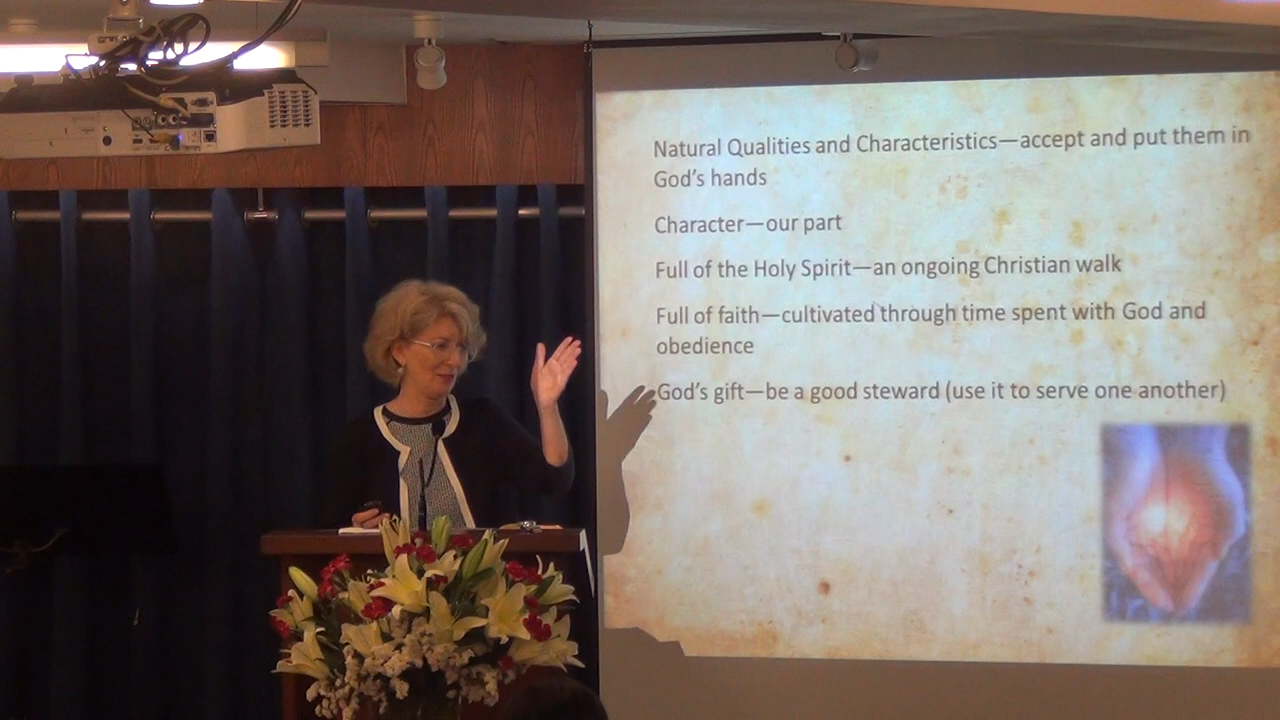 Natural Qualities and Characteristics—accept and put them in
God's hands
Character—our part
Full of the Holy Spirit—an ongoing Christian walk
Full of faith—cultivated through time spent with God and
obedience
God's gift—be a good steward (use it to serve one another)